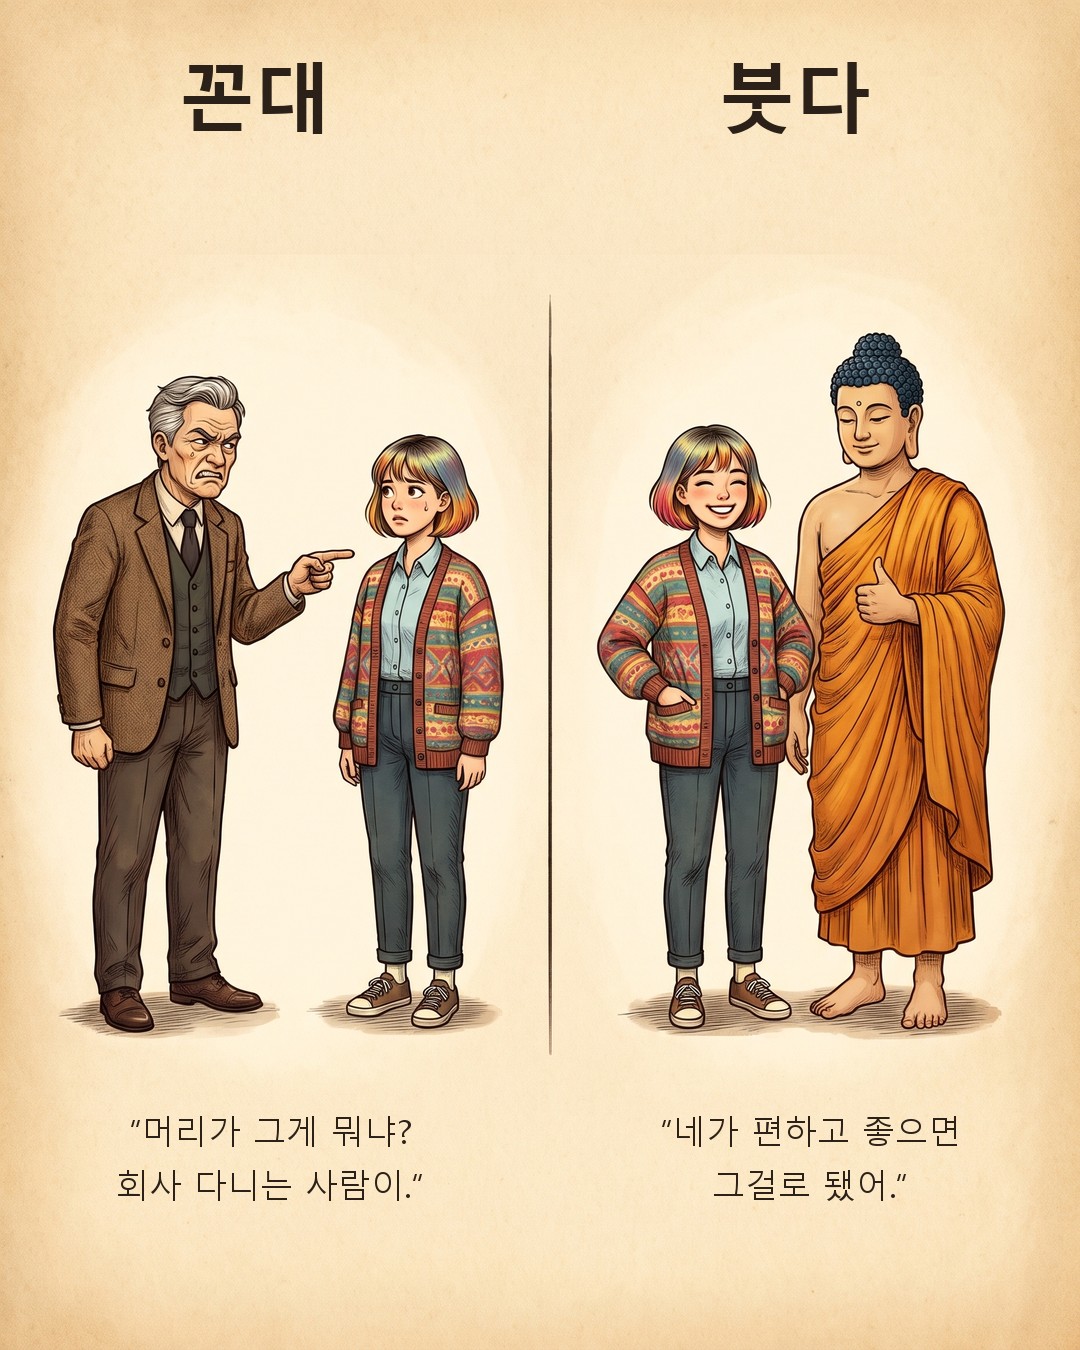 꼰대
붓다
"머리가 그게 뭐냐?
회사 다니는 사람이."
"네가 편하고 좋으면
그걸로 됐어."